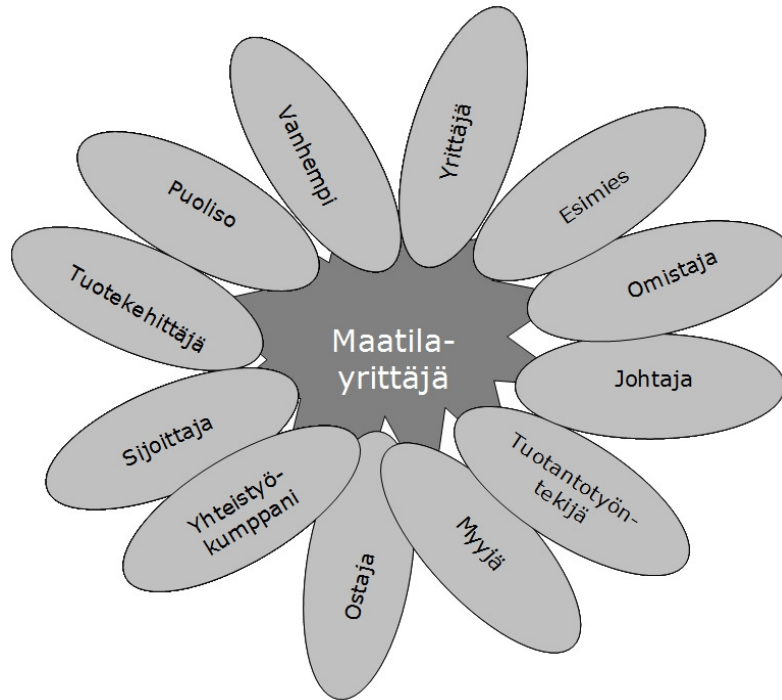 Maatila-
yrittäjä
Yrittäjä
Esimies
Omistaja
Johtaja
Tuotantotyön-
tekijä
Myyjä
Ostaja
Yhteistyö-
kumppani
Sijoittaja
Tuotekehittäjä
Puoliso
Vanhempi